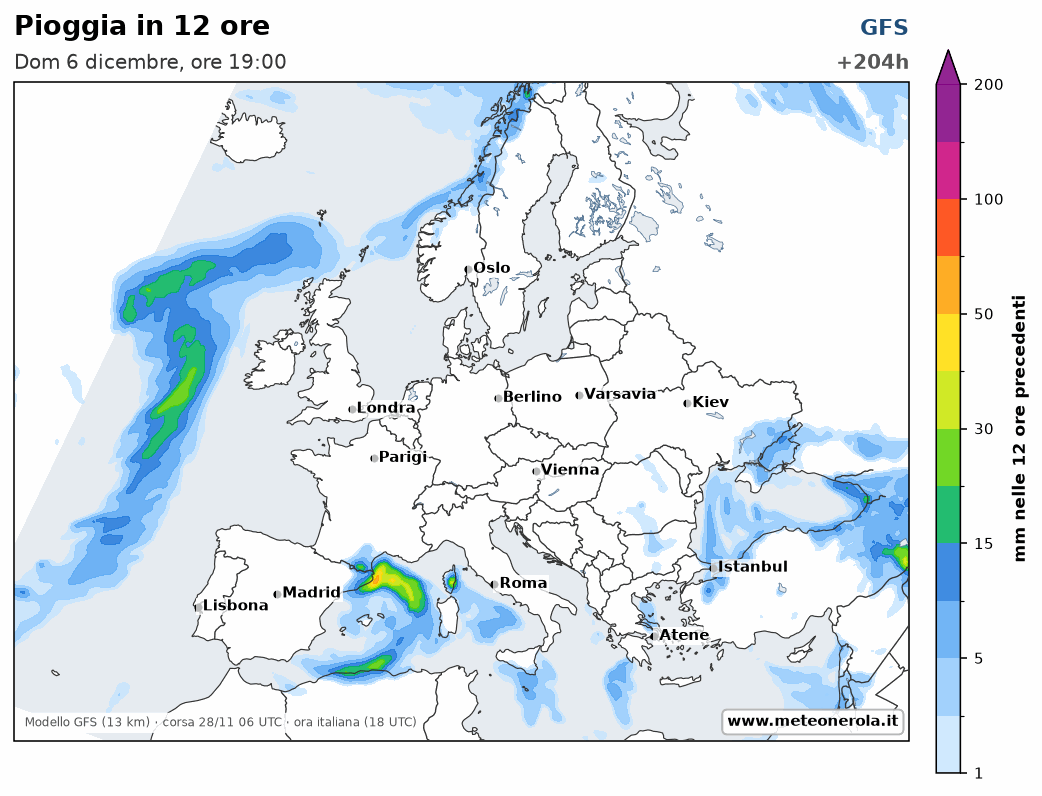 Pioggia in 12 ore
GFS
Dom 6 dicembre, ore 19:00
+204h
200
100
50
30
15
5
1
mm nelle 12 ore precedenti
Oslo
Berlino
Varsavia
Kiev
Londra
Parigi
Vienna
Istanbul
Madrid
Roma
Lisbona
Atene
Modello GFS (13 km) · corsa 28/11 06 UTC · ora italiana (18 UTC)
www.meteonerola.it